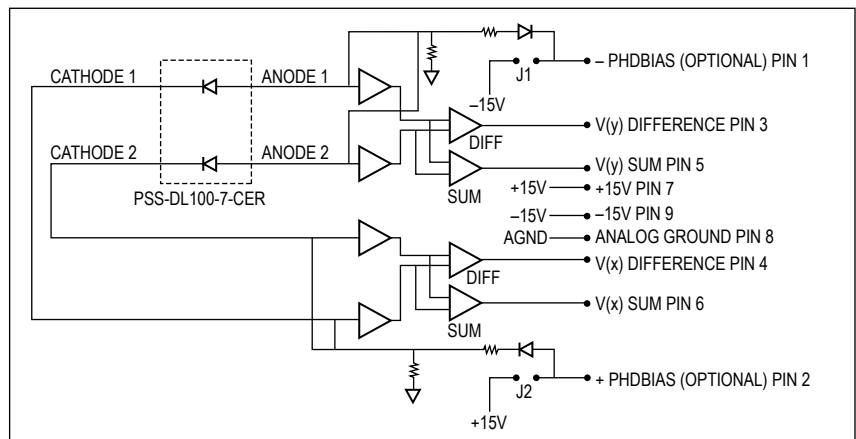 – PHDBIAS (OPTIONAL) PIN 1
J1
–15V
CATHODE 1
ANODE 1
V(y) DIFFERENCE PIN 3
DIFF
CATHODE 2
ANODE 2
V(y) SUM PIN 5
PSS-DL100-7-CER
SUM
+15V
+15V PIN 7
–15V
–15V PIN 9
AGND
ANALOG GROUND PIN 8
V(x) DIFFERENCE PIN 4
DIFF
V(x) SUM PIN 6
SUM
+ PHDBIAS (OPTIONAL) PIN 2
J2
+15V